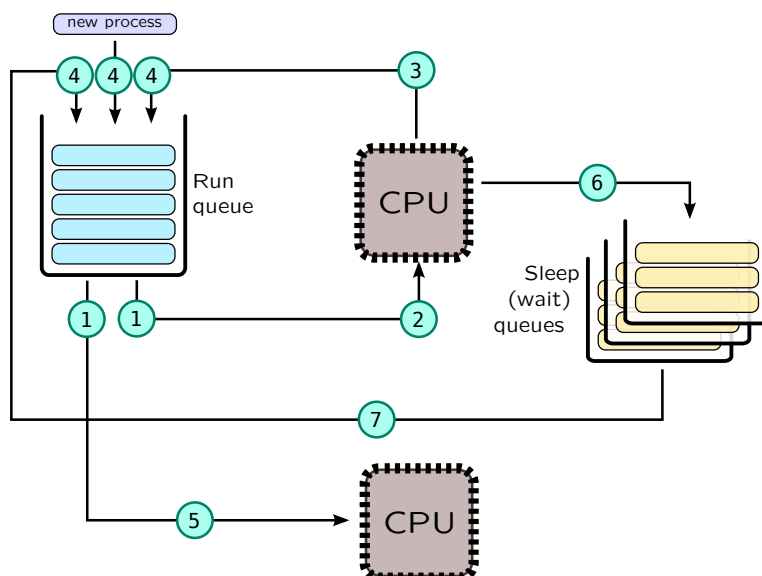 new process
4 4 4
3
Run
queue
CPU
6
Sleep
(wait)
queues
1 1
2
7
5
CPU